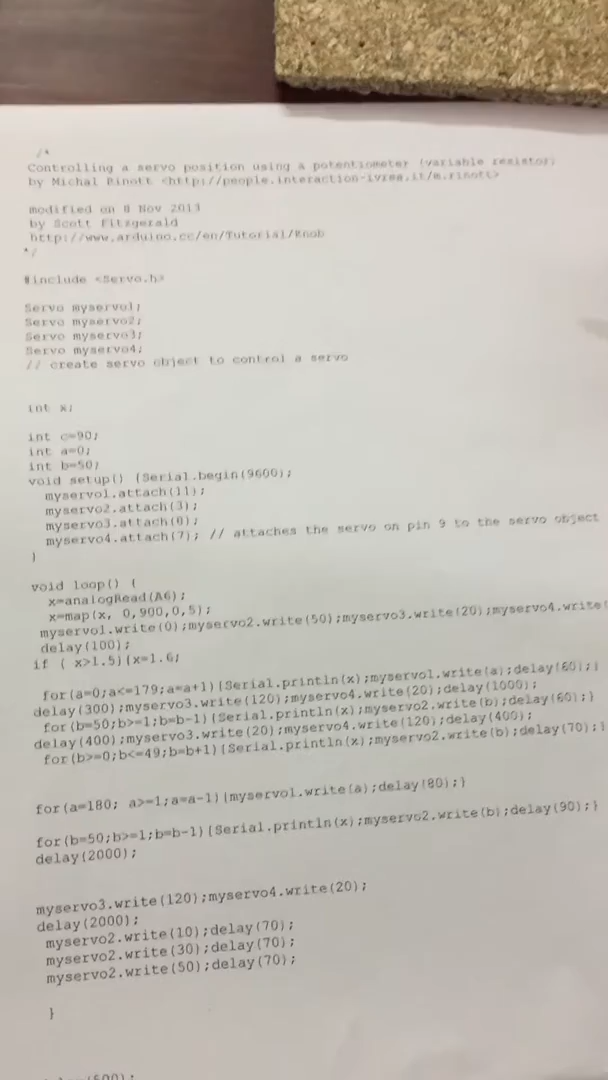 /*
Controlling a servo position using a potentiometer (variable resistor)
by Michal Rinott <http://people.interaction-ivrea.it/m.rinott>
modified on 8 Nov 2013
by Scott Fitzgerald
http://www.arduino.cc/en/Tutorial/Knob
*/
#include <Servo.h>
Servo myservo1;
Servo myservo2;
Servo myservo3;
Servo myservo4;
// create servo object to control a servo
int x;
int c=90;
int a=0;
int b=50;
void setup() {Serial.begin(9600);
myservo1.attach(11);
myservo2.attach(3);
myservo3.attach(6);
myservo4.attach(7); // attaches the servo on pin 9 to the servo object
}
void loop() {
x=analogRead(A6);
x=map(x, 0,900,0,5);
myservo1.write(0);myservo2.write(50);myservo3.write(20);myservo4.write(
delay(100);
if ( x>1.5){x=1.6;
for(a=0;a<=179;a=a+1){Serial.println(x);myservo1.write(a);delay(60);}
delay(300);myservo3.write(120);myservo4.write(20);delay(1000);
for(b=50;b>=1;b=b-1){Serial.println(x);myservo2.write(b);delay(60);}
delay(400);myservo3.write(20);myservo4.write(120);delay(400);
for(b>=0;b<=49;b=b+1){Serial.println(x);myservo2.write(b);delay(70);}
for(a=180; a>=1;a=a-1){myservo1.write(a);delay(80);}
for(b=50;b>=1;b=b-1){Serial.println(x);myservo2.write(b);delay(90);}
delay(2000);
myservo3.write(120);myservo4.write(20);
delay(2000);
myservo2.write(10);delay(70);
myservo2.write(30);delay(70);
myservo2.write(50);delay(70);
}